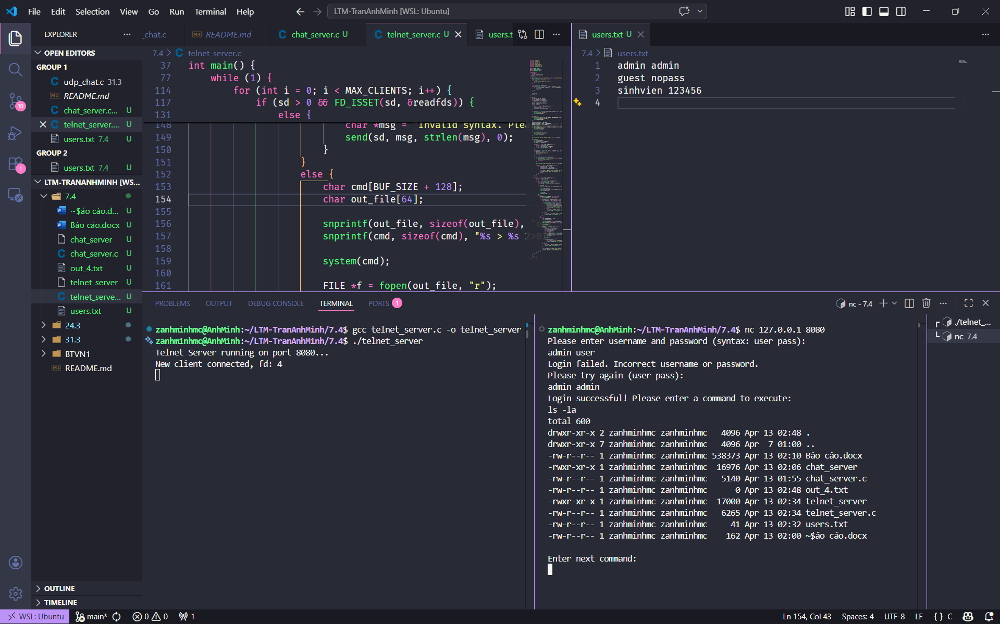 File Edit Selection View Go Run Terminal Help
LTM-TranAnhMinh [WSL: Ubuntu]
EXPLORER
OPEN EDITORS
GROUP 1
udp_chat.c 31.3
README.md
chat_server.c... U
telnet_server.... U
users.txt 7.4 U
GROUP 2
users.txt 7.4 U
LTM-TRANANHMINH [WS...
7.4
~$áo cáo.d... U
Báo cáo.docx U
chat_server U
chat_server.c U
out_4.txt U
telnet_server U
telnet_serve... U
users.txt U
24.3
31.3
BTVN1
README.md
OUTLINE
TIMELINE
10
1
_chat.c README.md chat_server.c U telnet_server.c U users.t
7.4 > telnet_server.c
37 int main() {
77 while (1) {
114 for (int i = 0; i < MAX_CLIENTS; i++) {
117 if (sd > 0 && FD_ISSET(sd, &readfds)) {
131 else {
148 char *msg = "Invalid syntax. Ple
149 send(sd, msg, strlen(msg), 0);
150 }
151 }
152 else {
153 char cmd[BUF_SIZE + 128];
154 char out_file[64];
155
156 snprintf(out_file, sizeof(out_file), "o
157 snprintf(cmd, sizeof(cmd), "%s > %s 2>&
158
159 system(cmd);
160
161 FILE *f = fopen(out_file, "r");
users.txt U
7.4 > users.txt
1 admin admin
2 guest nopass
3 sinhvien 123456
4
PROBLEMS OUTPUT DEBUG CONSOLE TERMINAL PORTS 1
nc - 7.4
zanhminhmc@AnhMinh:~/LTM-TranAnhMinh/7.4$ gcc telnet_server.c -o telnet_server
zanhminhmc@AnhMinh:~/LTM-TranAnhMinh/7.4$ ./telnet_server
Telnet Server running on port 8080...
New client connected, fd: 4
zanhminhmc@AnhMinh:~/LTM-TranAnhMinh/7.4$ nc 127.0.0.1 8080
Please enter username and password (syntax: user pass):
admin user
Login failed. Incorrect username or password.
Please try again (user pass):
admin admin
Login successful! Please enter a command to execute:
ls -la
total 600
drwxr-xr-x 2 zanhminhmc zanhminhmc   4096 Apr 13 02:48 .
drwxr-xr-x 7 zanhminhmc zanhminhmc   4096 Apr  7 01:00 ..
-rw-r--r-- 1 zanhminhmc zanhminhmc 538373 Apr 13 02:10 Báo cáo.docx
-rwxr-xr-x 1 zanhminhmc zanhminhmc  16976 Apr 13 02:06 chat_server
-rw-r--r-- 1 zanhminhmc zanhminhmc   5140 Apr 13 01:55 chat_server.c
-rw-r--r-- 1 zanhminhmc zanhminhmc      0 Apr 13 02:48 out_4.txt
-rwxr-xr-x 1 zanhminhmc zanhminhmc  17000 Apr 13 02:34 telnet_server
-rw-r--r-- 1 zanhminhmc zanhminhmc   6265 Apr 13 02:34 telnet_server.c
-rw-r--r-- 1 zanhminhmc zanhminhmc     41 Apr 13 02:32 users.txt
-rw-r--r-- 1 zanhminhmc zanhminhmc    162 Apr 13 02:00 ~$áo cáo.docx
Enter next command:
./telnet_...
nc 7.4
WSL: Ubuntu main* 0 0 1
Ln 154, Col 43 Spaces: 4 UTF-8 LF {} C